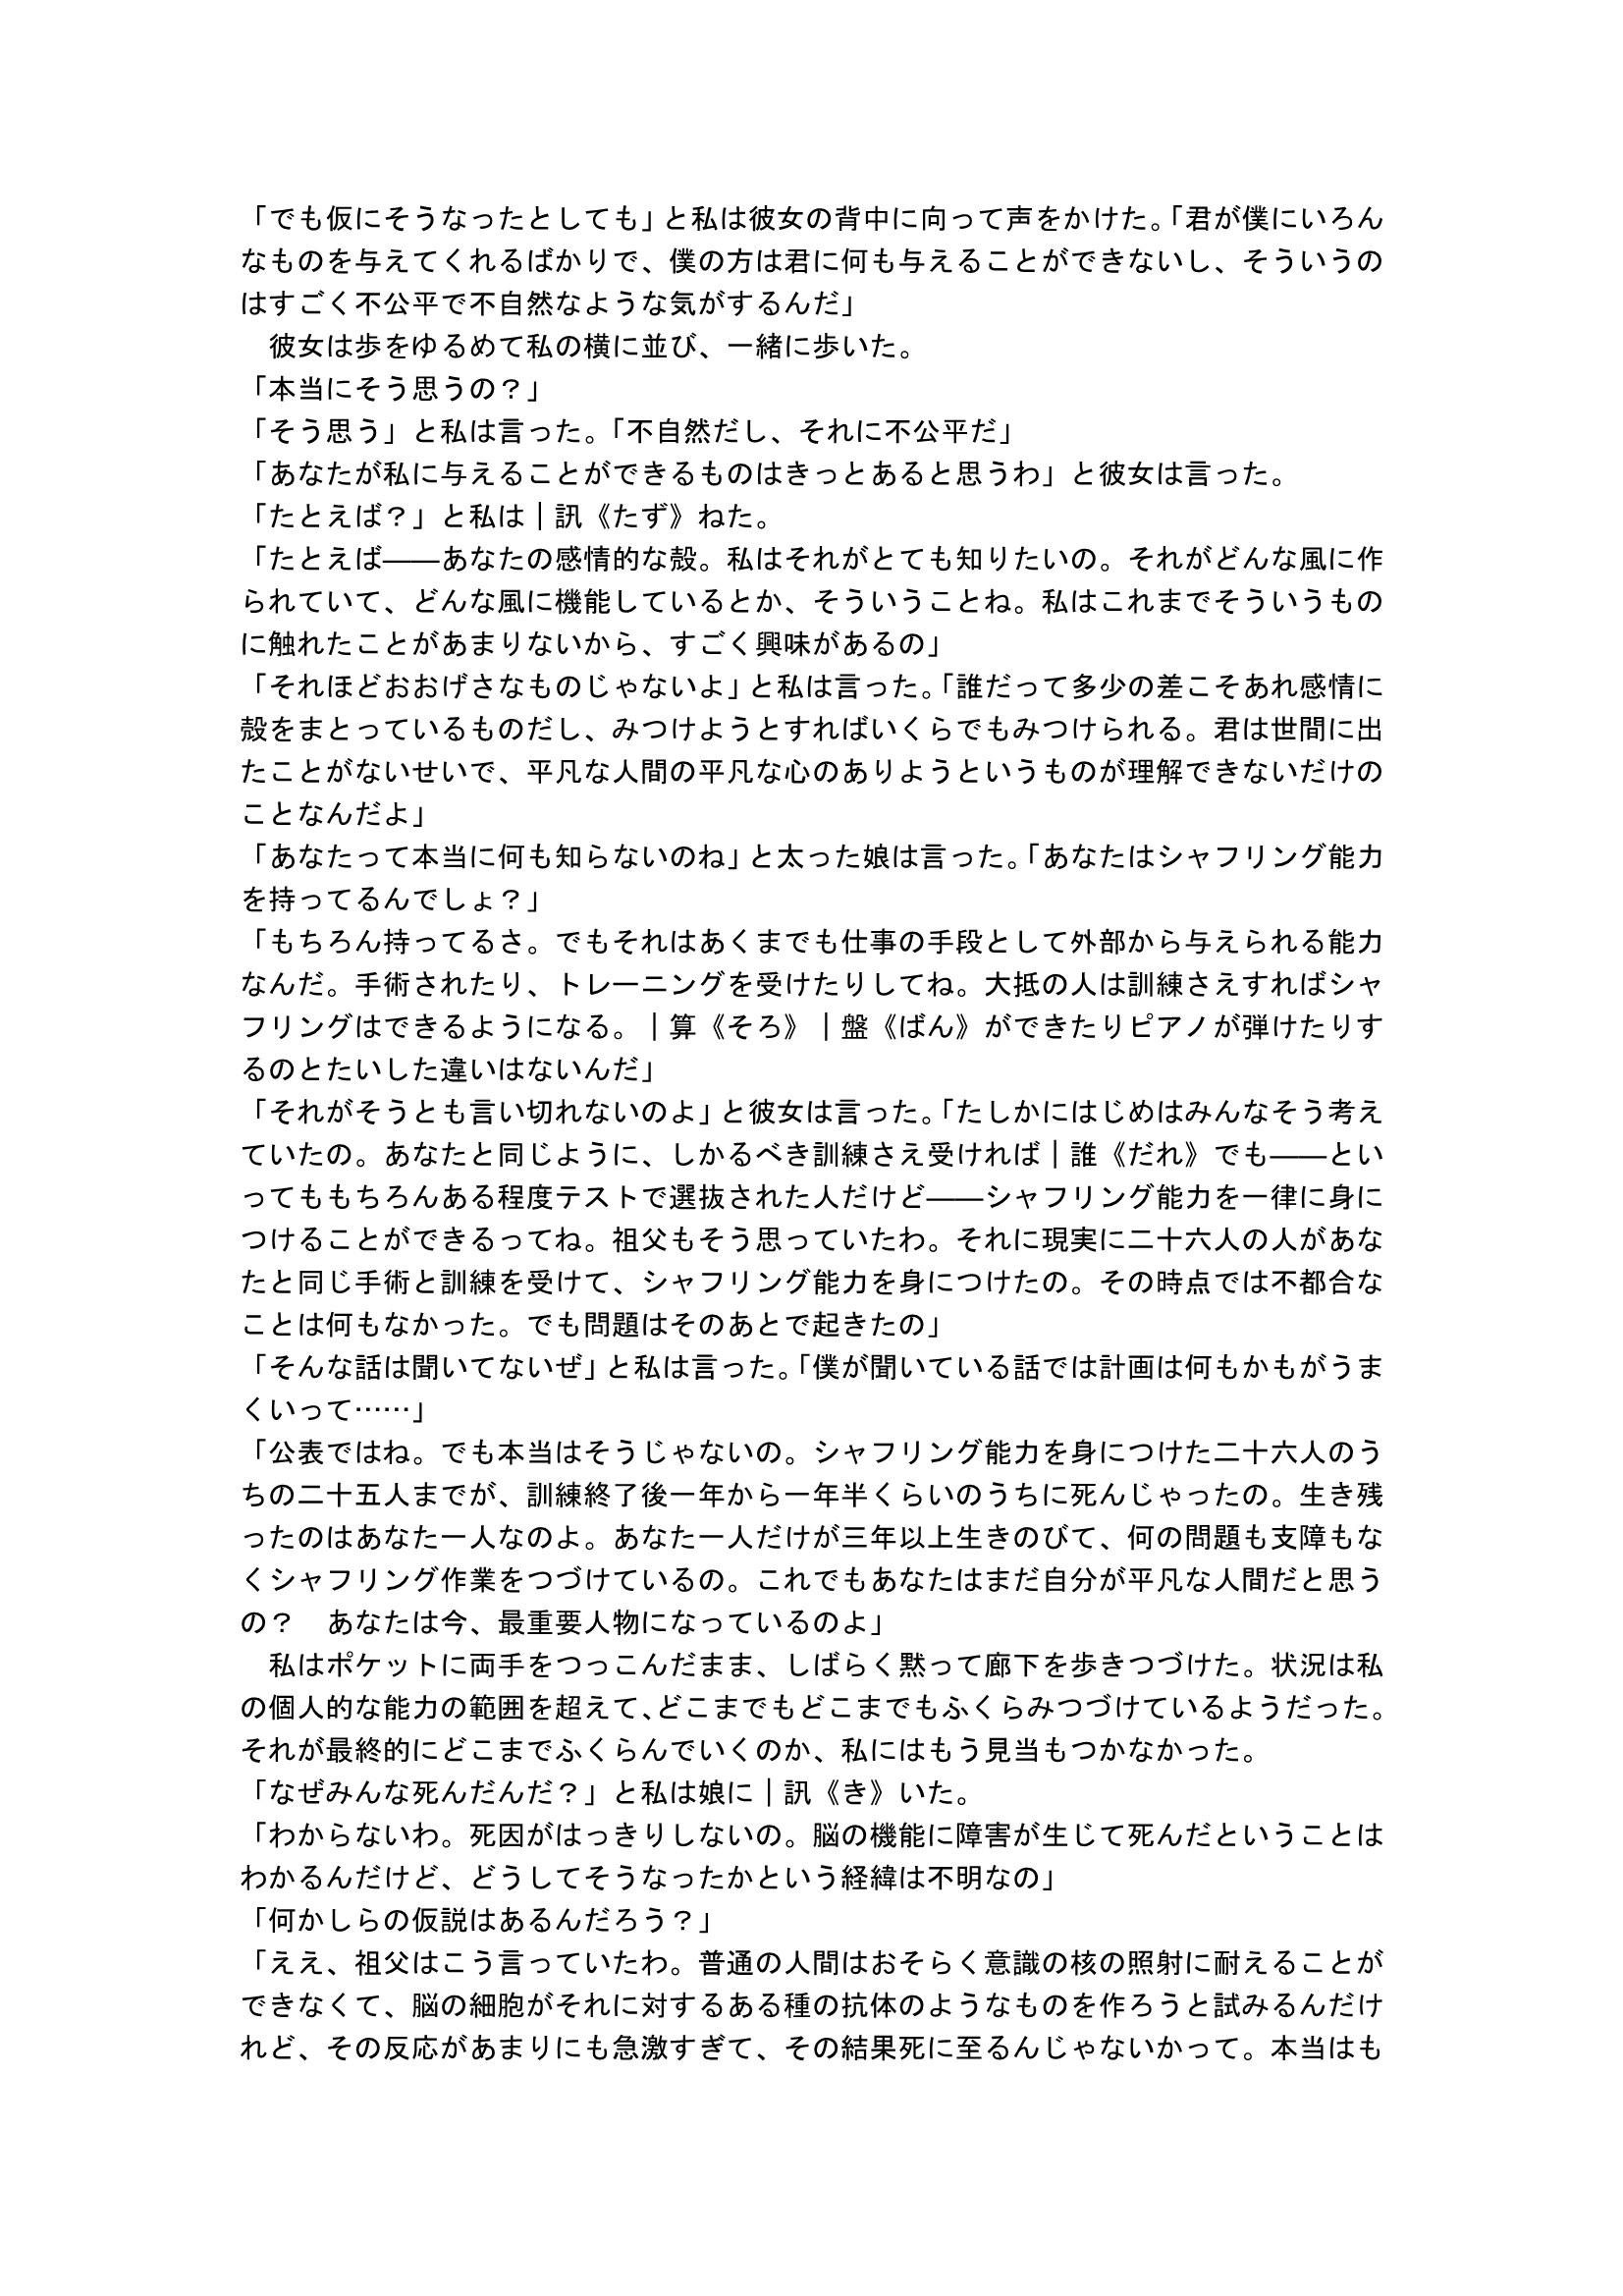 「でも仮にそうなったとしても」と私は彼女の背中に向って声をかけた。「君が僕にいろん
なものを与えてくれるばかりで、僕の方は君に何も与えることができないし、そういうの
はすごく不公平で不自然なような気がするんだ」
　彼女は歩をゆるめて私の横に並び、一緒に歩いた。
「本当にそう思うの？」
「そう思う」と私は言った。「不自然だし、それに不公平だ」
「あなたが私に与えることができるものはきっとあると思うわ」と彼女は言った。
「たとえば？」と私は｜訊《たず》ねた。
「たとえば――あなたの感情的な殻。私はそれがとても知りたいの。それがどんな風に作
られていて、どんな風に機能しているとか、そういうことね。私はこれまでそういうもの
に触れたことがあまりないから、すごく興味があるの」
「それほどおおげさなものじゃないよ」と私は言った。「誰だって多少の差こそあれ感情に
殻をまとっているものだし、みつけようとすればいくらでもみつけられる。君は世間に出
たことがないせいで、平凡な人間の平凡な心のありようというものが理解できないだけの
ことなんだよ」
「あなたって本当に何も知らないのね」と太った娘は言った。「あなたはシャフリング能力
を持ってるんでしょ？」
「もちろん持ってるさ。でもそれはあくまでも仕事の手段として外部から与えられる能力
なんだ。手術されたり、トレーニングを受けたりしてね。大抵の人は訓練さえすればシャ
フリングはできるようになる。｜算《そろ》｜盤《ばん》ができたりピアノが弾けたりす
るのとたいした違いはないんだ」
「それがそうとも言い切れないのよ」と彼女は言った。「たしかにはじめはみんなそう考え
ていたの。あなたと同じように、しかるべき訓練さえ受ければ｜誰《だれ》でも――とい
ってももちろんある程度テストで選抜された人だけど――シャフリング能力を一律に身に
つけることができるってね。祖父もそう思っていたわ。それに現実に二十六人の人があな
たと同じ手術と訓練を受けて、シャフリング能力を身につけたの。その時点では不都合な
ことは何もなかった。でも問題はそのあとで起きたの」
「そんな話は聞いてないぜ」と私は言った。「僕が聞いている話では計画は何もかもがうま
くいって……」
「公表ではね。でも本当はそうじゃないの。シャフリング能力を身につけた二十六人のう
ちの二十五人までが、訓練終了後一年から一年半くらいのうちに死んじゃったの。生き残
ったのはあなた一人なのよ。あなた一人だけが三年以上生きのびて、何の問題も支障もな
くシャフリング作業をつづけているの。これでもあなたはまだ自分が平凡な人間だと思う
の？　あなたは今、最重要人物になっているのよ」
　私はポケットに両手をつっこんだまま、しばらく黙って廊下を歩きつづけた。状況は私
の個人的な能力の範囲を超えて、どこまでもどこまでもふくらみつづけているようだった。
それが最終的にどこまでふくらんでいくのか、私にはもう見当もつかなかった。
「なぜみんな死んだんだ？」と私は娘に｜訊《き》いた。
「わからないわ。死因がはっきりしないの。脳の機能に障害が生じて死んだということは
わかるんだけど、どうしてそうなったかという経緯は不明なの」
「何かしらの仮説はあるんだろう？」
「ええ、祖父はこう言っていたわ。普通の人間はおそらく意識の核の照射に耐えることが
できなくて、脳の細胞がそれに対するある種の抗体のようなものを作ろうと試みるんだけ
れど、その反応があまりにも急激すぎて、その結果死に至るんじゃないかって。本当はも